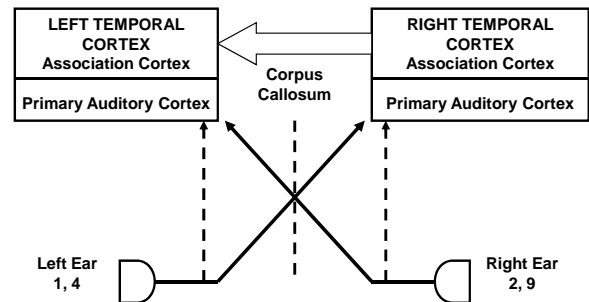 LEFT TEMPORAL
CORTEX
Association Cortex
Primary Auditory Cortex
Corpus
Callosum
RIGHT TEMPORAL
CORTEX
Association Cortex
Primary Auditory Cortex
Left Ear
1, 4
Right Ear
2, 9